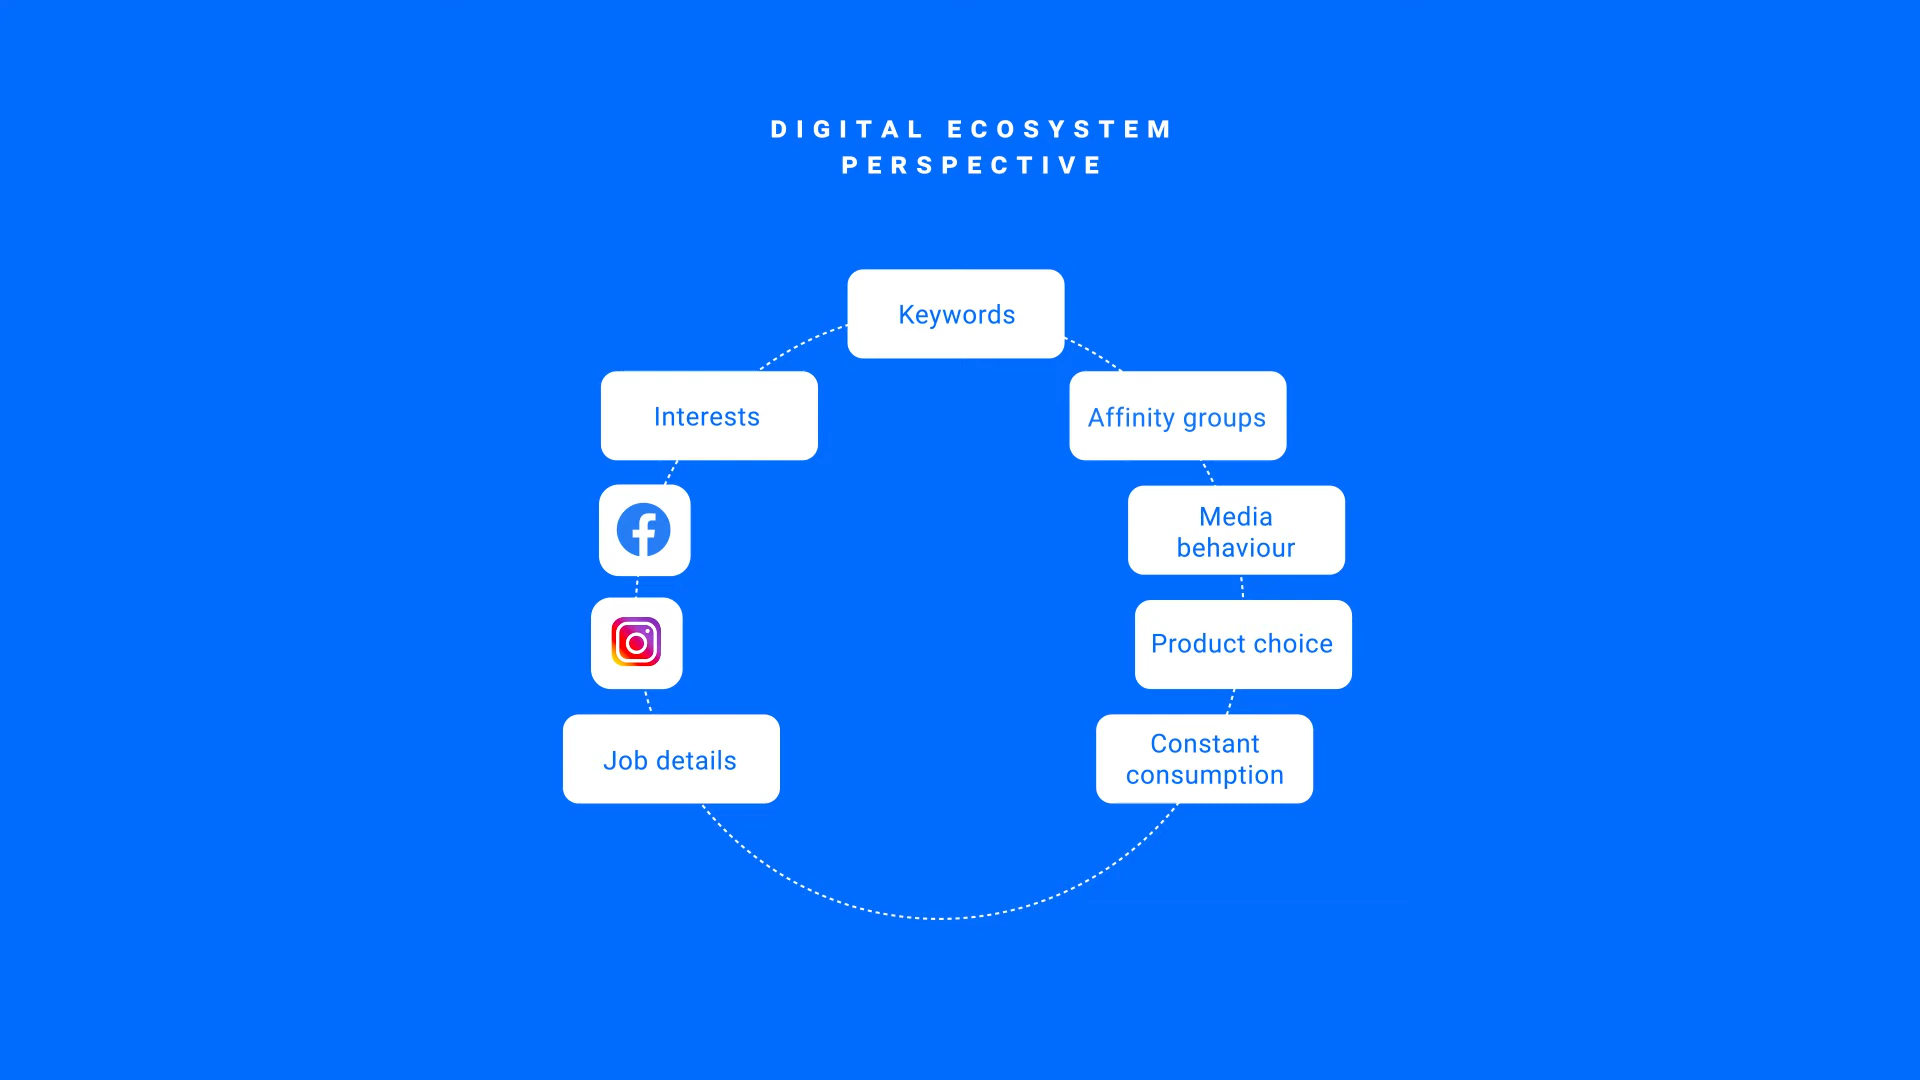 DIGITAL ECOSYSTEM
PERSPECTIVE
Keywords
Interests
Affinity groups
Media
behaviour
Product choice
Job details
Constant
consumption